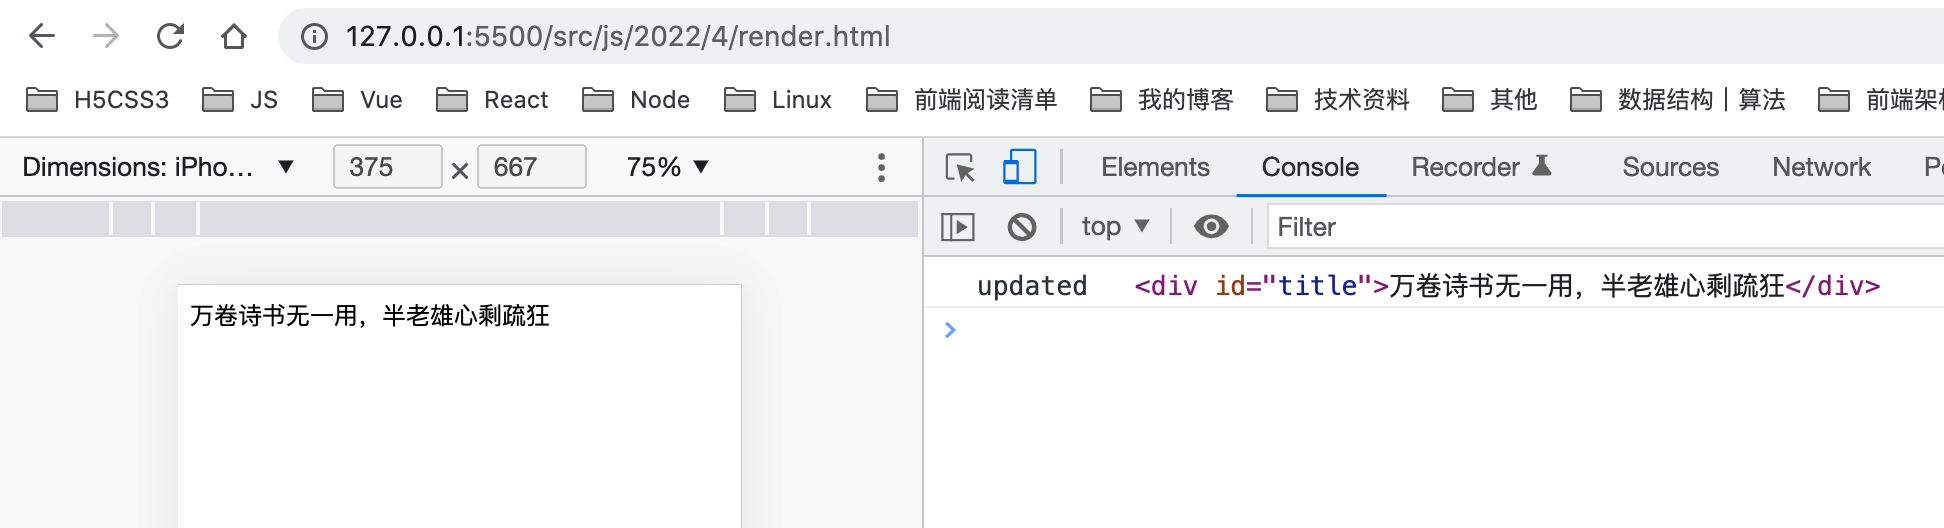 127.0.0.1:5500/src/js/2022/4/render.html
H5CSS3 JS Vue React Node Linux 前端阅读清单 我的博客 技术资料 其他 数据结构 | 算法 前端架
Dimensions: iPho... 375 × 667 75% Elements Console Recorder Sources Network
top Filter
万卷诗书无一用，半老雄心剩疏狂
updated <div id="title">万卷诗书无一用，半老雄心剩疏狂</div>